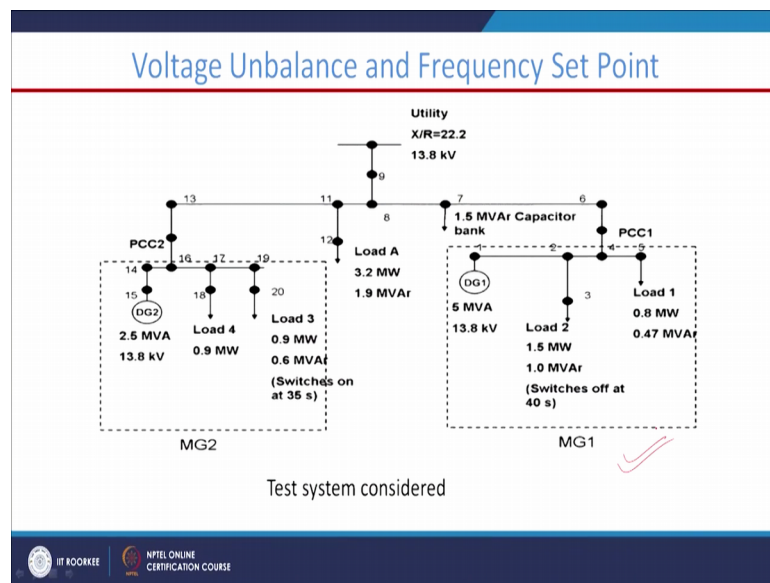 Voltage Unbalance and Frequency Set Point
Utility
X/R=22.2
13.8 kV
9
13
11
8
7
6
1.5 MVAr Capacitor
bank
PCC2
12
Load A
3.2 MW
1.9 MVAr
PCC1
14
16
17
19
15
DG2
18
20
2.5 MVA
13.8 kV
Load 4
0.9 MW
Load 3
0.9 MW
0.6 MVAr
(Switches on
at 35 s)
MG2
1
2
4
5
DG1
3
5 MVA
13.8 kV
Load 2
1.5 MW
1.0 MVAr
(Switches off at
40 s)
Load 1
0.8 MW
0.47 MVAr
MG1
Test system considered
IIT ROORKEE
NPTEL ONLINE
CERTIFICATION COURSE